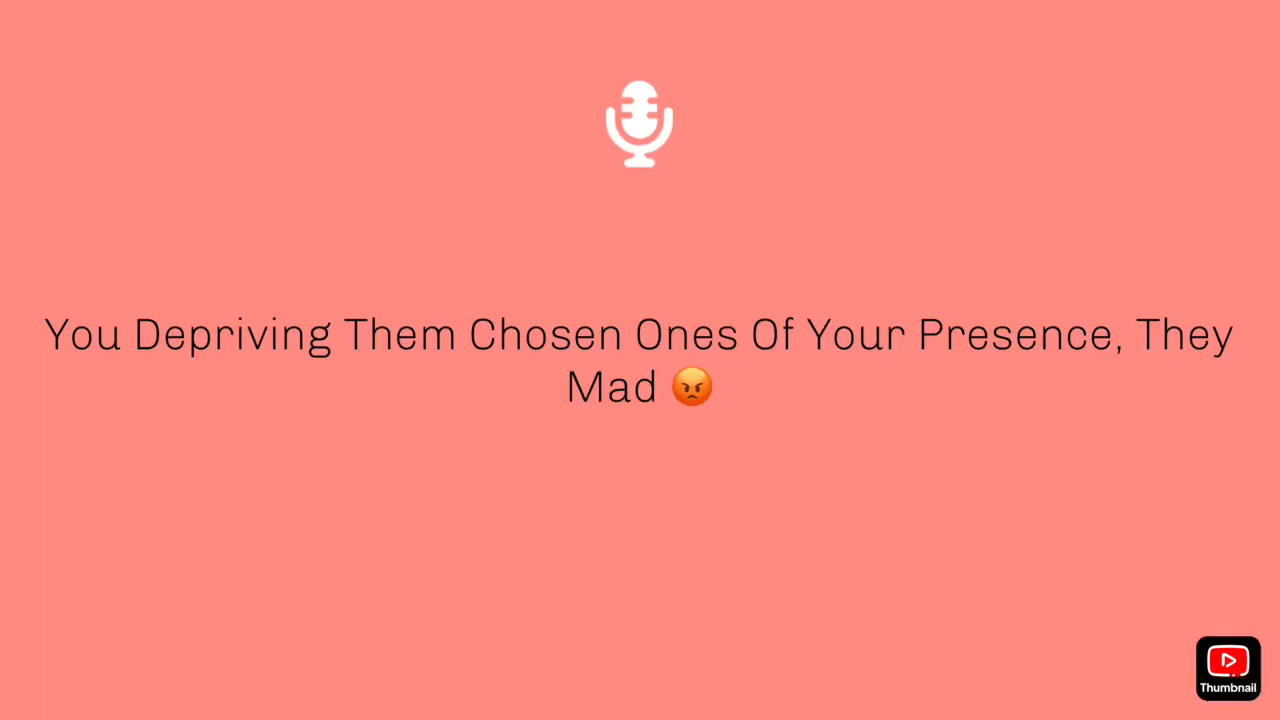 You Depriving Them Chosen Ones Of Your Presence, They
Mad 😡
Thumbnail